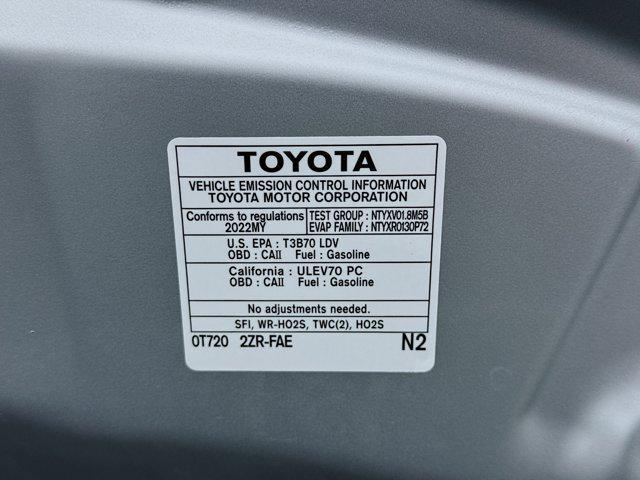 TOYOTA
VEHICLE EMISSION CONTROL INFORMATION
TOYOTA MOTOR CORPORATION
Conforms to regulations
2022MY
TEST GROUP : NTYXV01.8M5B
EVAP FAMILY : NTYXR0130P72
U.S. EPA : T3B70 LDV
OBD : CAII Fuel : Gasoline
California : ULEV70 PC
OBD : CAII Fuel : Gasoline
No adjustments needed.
SFI, WR-HO2S, TWC(2), HO2S
0T720 2ZR-FAE N2